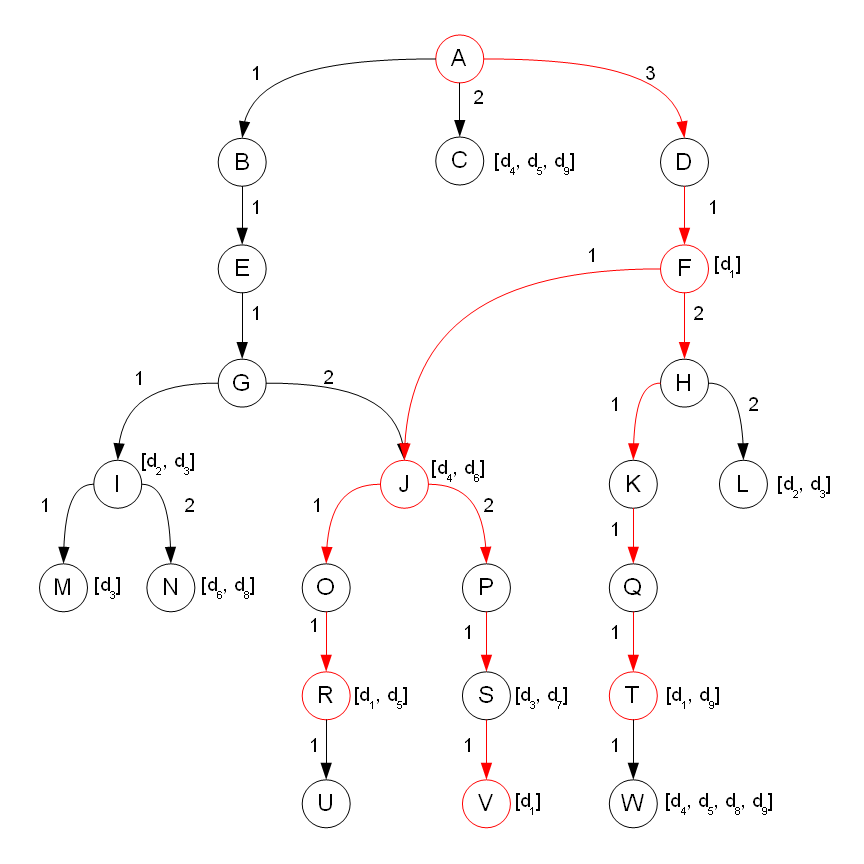 A
1
2
3
B
C [d₄, d₅, d₉]
D
1
1
1
E
F [d₁]
1
2
G
H
1
2
1
2
I [d₂, d₃]
J [d₄, d₆]
K
L [d₂, d₃]
1
2
1
2
1
M [d₃]
N [d₆, d₈]
O
P
Q
1
1
1
R [d₁, d₅]
S [d₃, d₇]
T [d₁, d₉]
1
1
1
U
V [d₁]
W [d₄, d₅, d₈, d₉]